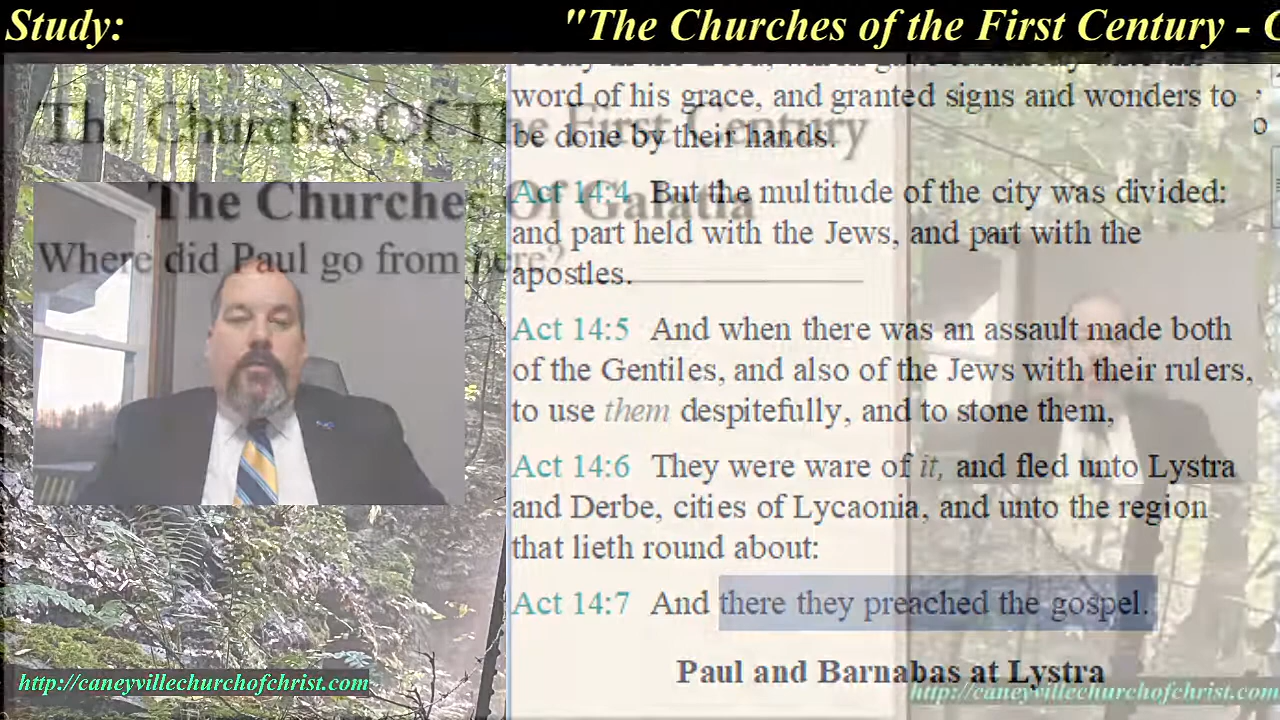 Study: "The Churches of the First Century -
The Churches Of The First Century
The Churches Of Galatia
Where did Paul go from here?
word of his grace, and granted signs and wonders to
be done by their hands.
Act 14:4 But the multitude of the city was divided:
and part held with the Jews, and part with the
apostles.
Act 14:5 And when there was an assault made both
of the Gentiles, and also of the Jews with their rulers,
to use them despitefully, and to stone them,
Act 14:6 They were ware of it, and fled unto Lystra
and Derbe, cities of Lycaonia, and unto the region
that lieth round about:
Act 14:7 And there they preached the gospel.
Paul and Barnabas at Lystra
http://caneyvillechurchofchrist.com
http://caneyvillechurchofchrist.com